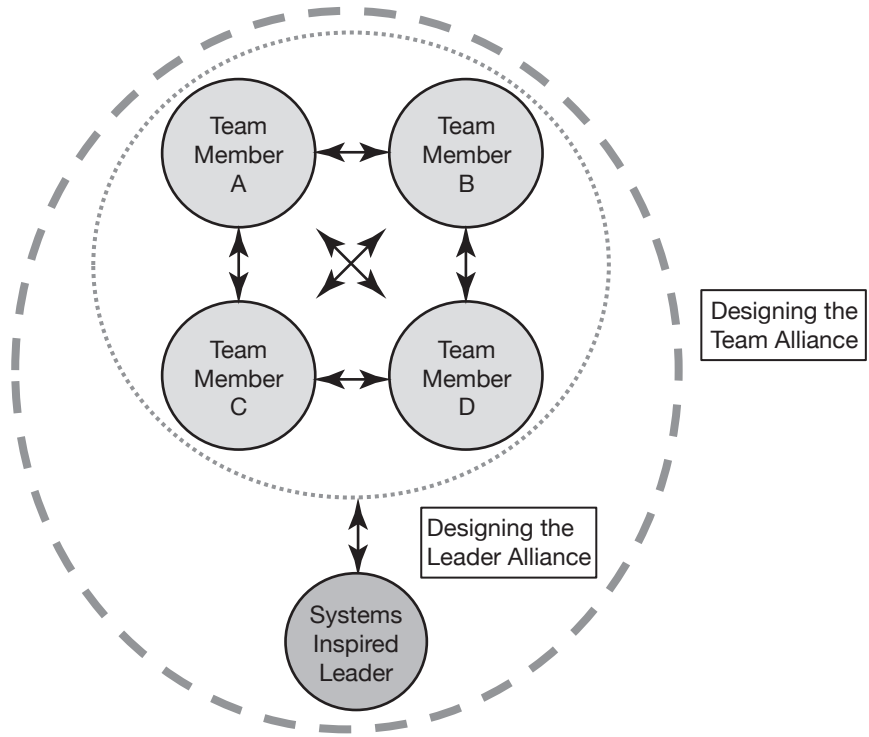 Team
Member
A
Team
Member
B
Team
Member
C
Team
Member
D
Designing the
Team Alliance
Designing the
Leader Alliance
Systems
Inspired
Leader